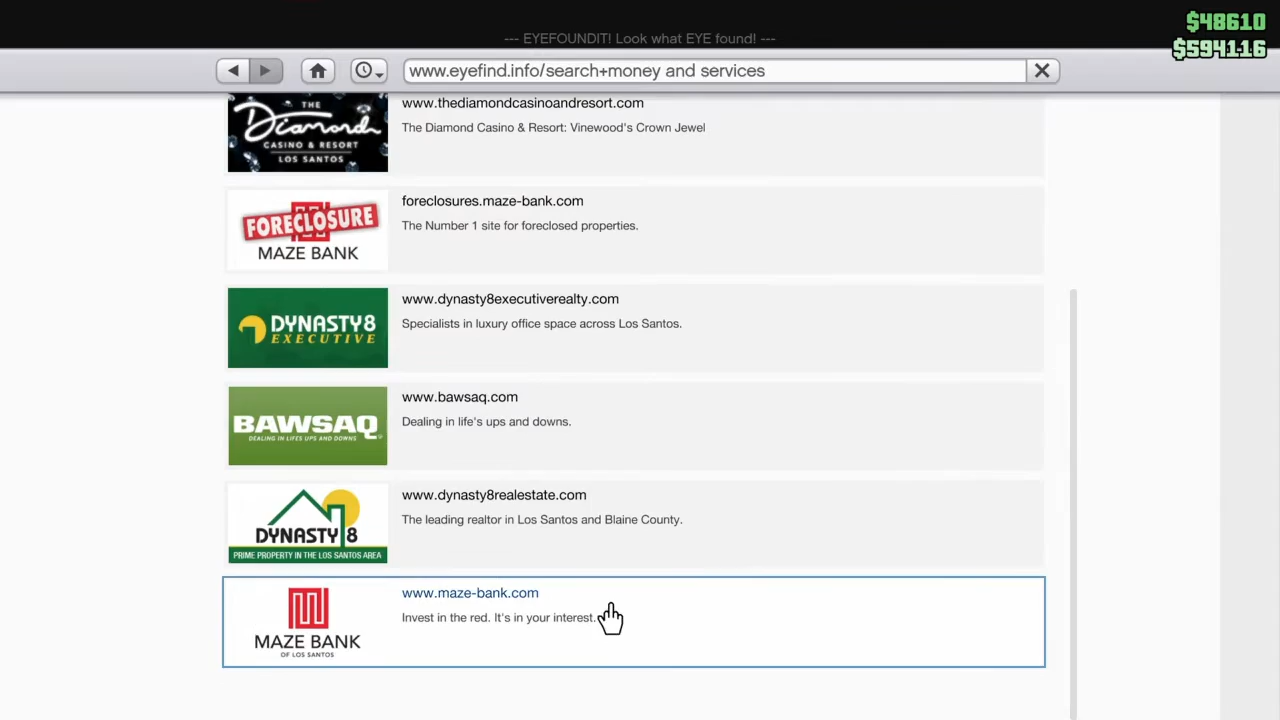 $48610
$594116
--- EYEFOUNDIT! Look what EYE found! ---
www.eyefind.info/search+money and services
THE
Diamond
CASINO & RESORT
LOS SANTOS
www.thediamondcasinoandresort.com
The Diamond Casino & Resort: Vinewood's Crown Jewel
FORECLOSURE
MAZE BANK
foreclosures.maze-bank.com
The Number 1 site for foreclosed properties.
DYNASTY8
EXECUTIVE
www.dynasty8executiverealty.com
Specialists in luxury office space across Los Santos.
BAWSAQ
DEALING IN LIFES UPS AND DOWNS
www.bawsaq.com
Dealing in life's ups and downs.
DYNASTY 8
PRIME PROPERTY IN THE LOS SANTOS AREA
www.dynasty8realestate.com
The leading realtor in Los Santos and Blaine County.
MAZE BANK
OF LOS SANTOS
www.maze-bank.com
Invest in the red. It's in your interest.